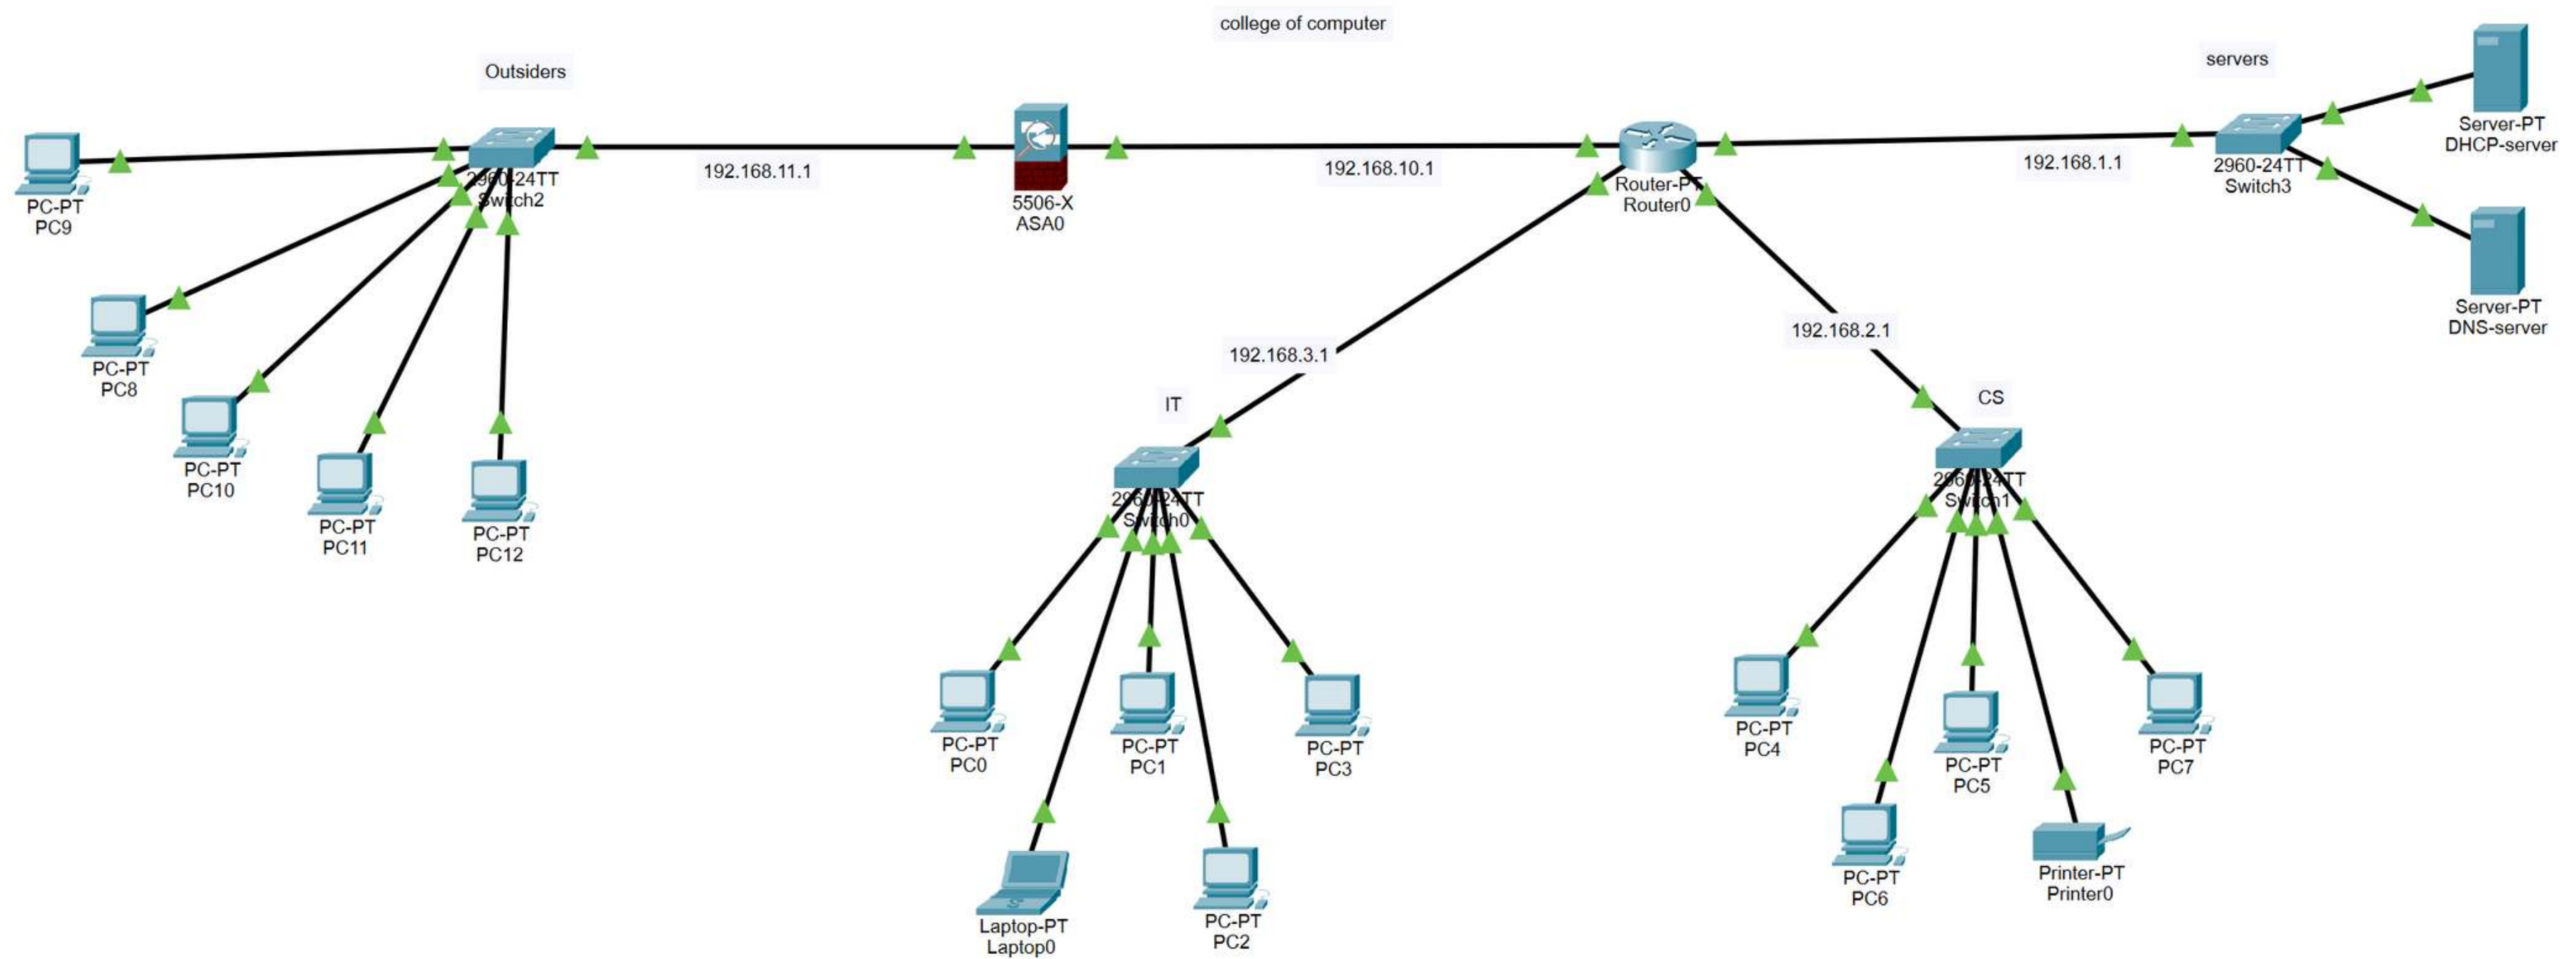 college of computer
Outsiders
servers
PC-PT
PC9
2960-24TT
Switch2
192.168.11.1
5506-X
ASA0
192.168.10.1
Router-PT
Router0
192.168.1.1
2960-24TT
Switch3
Server-PT
DHCP-server
Server-PT
DNS-server
PC-PT
PC8
PC-PT
PC10
PC-PT
PC11
PC-PT
PC12
192.168.3.1
192.168.2.1
IT
CS
2960-24TT
Switch0
2960-24TT
Switch1
PC-PT
PC0
PC-PT
PC1
PC-PT
PC3
Laptop-PT
Laptop0
PC-PT
PC2
PC-PT
PC4
PC-PT
PC5
PC-PT
PC7
PC-PT
PC6
Printer-PT
Printer0